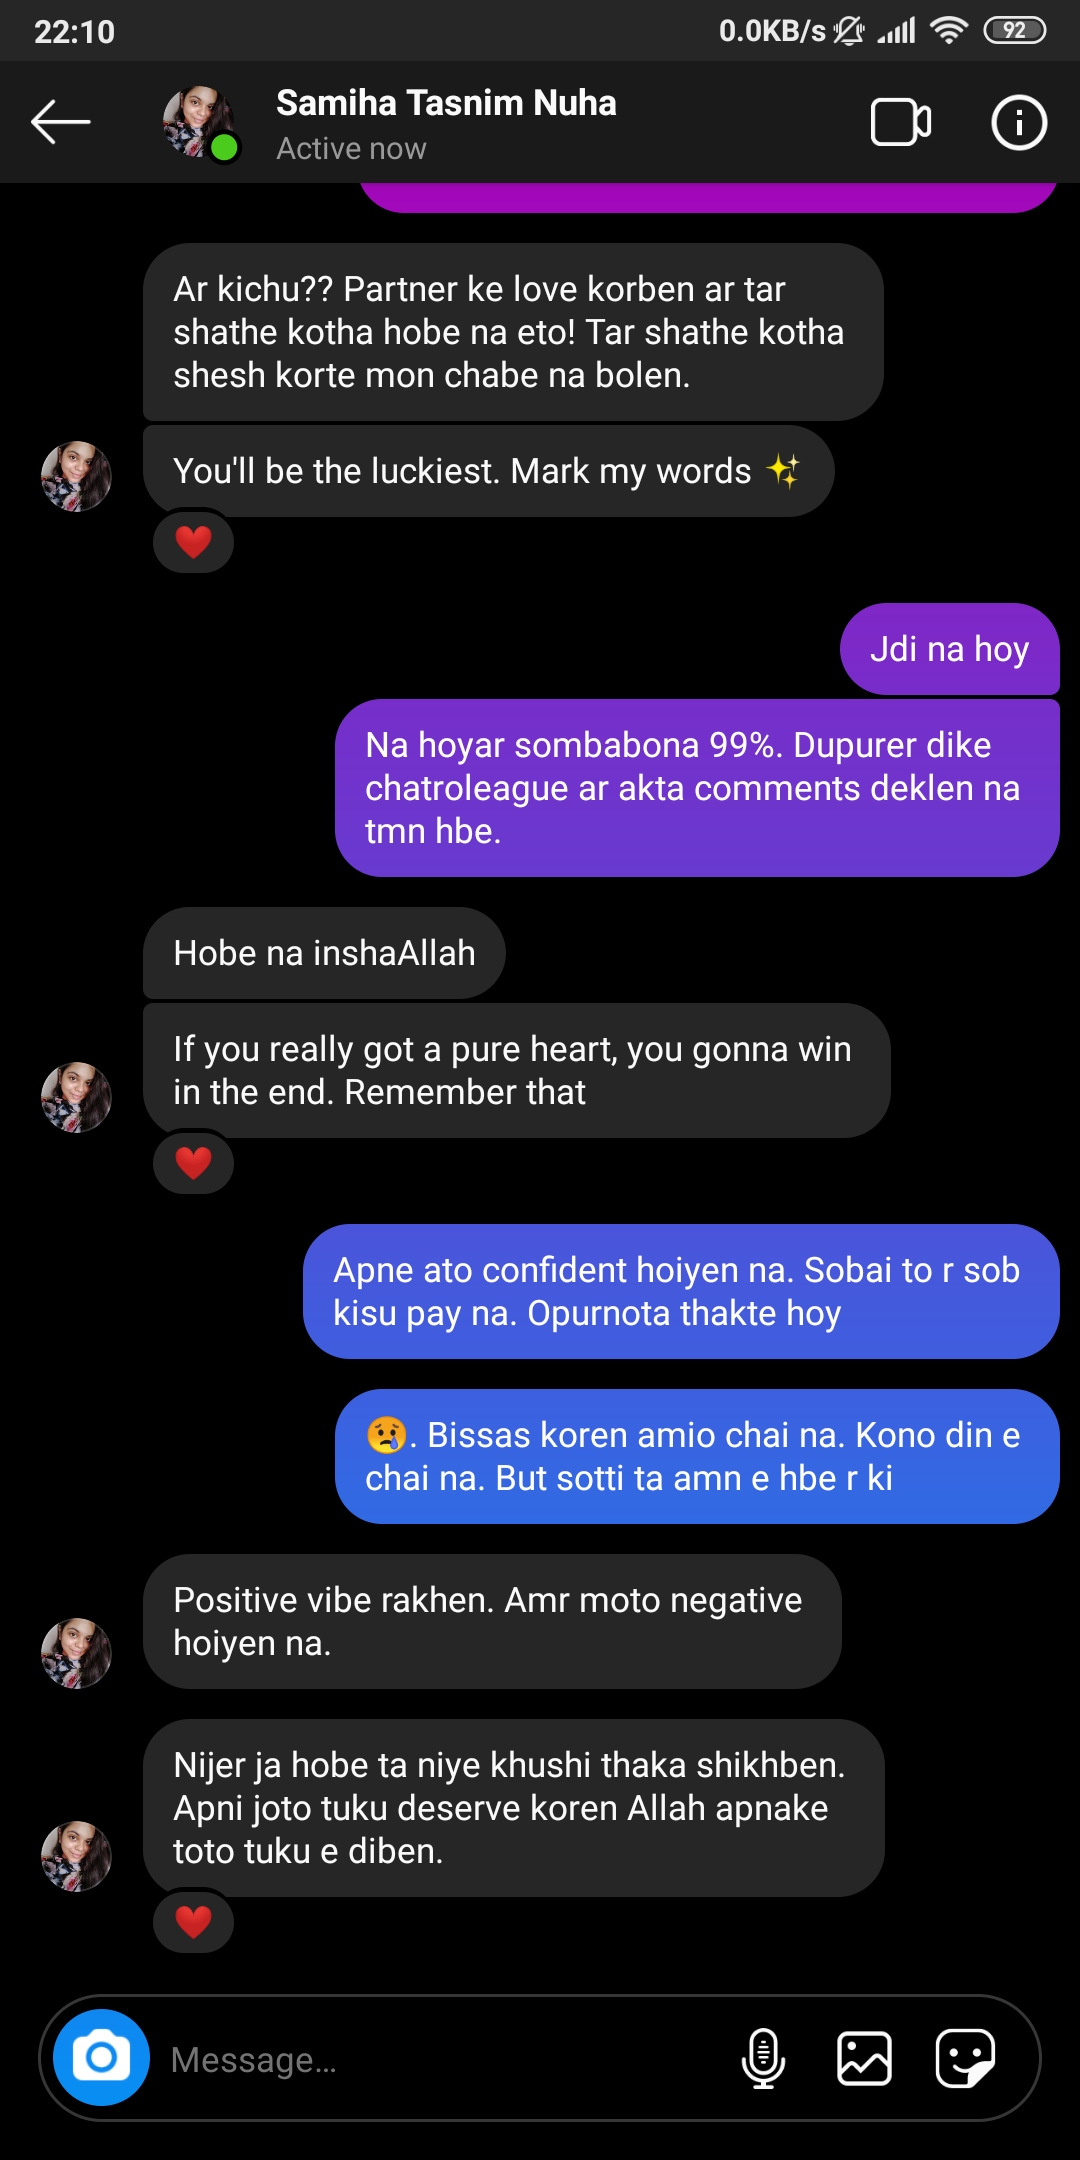 22:10
0.0KB/s
92
Samiha Tasnim Nuha
Active now
Ar kichu?? Partner ke love korben ar tar
shathe kotha hobe na eto! Tar shathe kotha
shesh korte mon chabe na bolen.
You'll be the luckiest. Mark my words ✨
❤️
Jdi na hoy
Na hoyar sombabona 99%. Dupurer dike
chatroleague ar akta comments deklen na
tmn hbe.
Hobe na inshaAllah
If you really got a pure heart, you gonna win
in the end. Remember that
❤️
Apne ato confident hoiyen na. Sobai to r sob
kisu pay na. Opurnota thakte hoy
😢. Bissas koren amio chai na. Kono din e
chai na. But sotti ta amn e hbe r ki
Positive vibe rakhen. Amr moto negative
hoiyen na.
Nijer ja hobe ta niye khushi thaka shikhben.
Apni joto tuku deserve koren Allah apnake
toto tuku e diben.
❤️
Message...